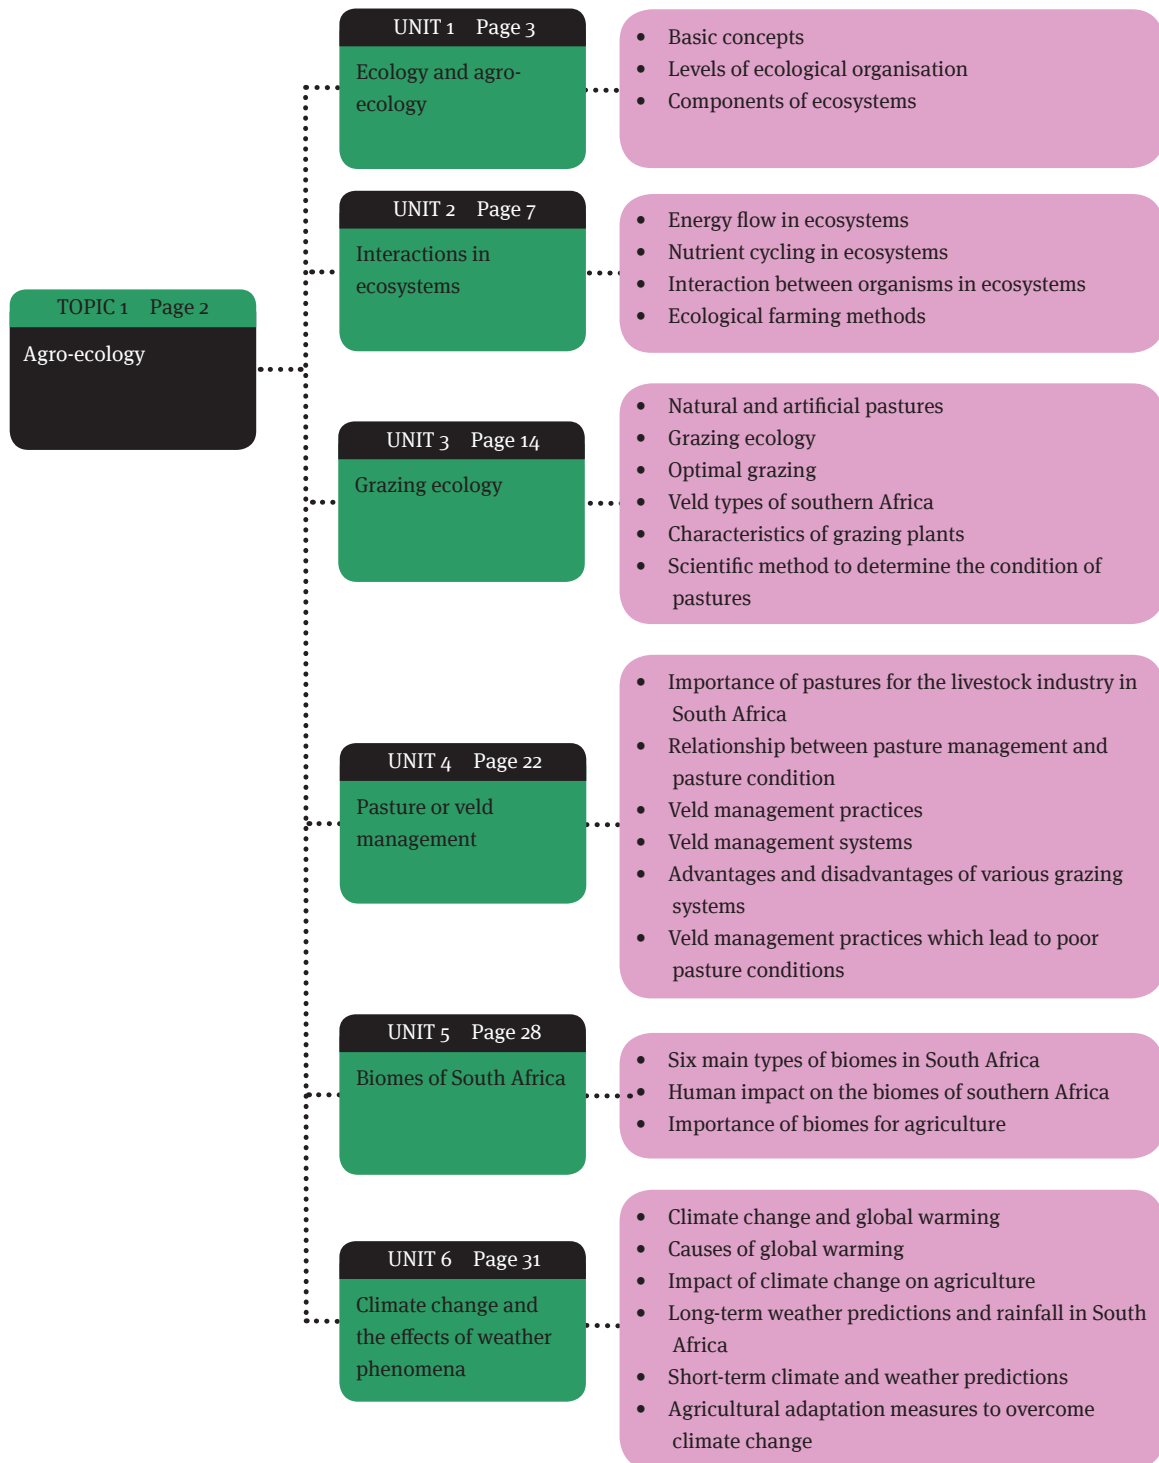 TOPIC 1 Page 2
Agro-ecology
UNIT 1 Page 3
Ecology and agro-
ecology
• Basic concepts
• Levels of ecological organisation
• Components of ecosystems
UNIT 2 Page 7
Interactions in
ecosystems
• Energy flow in ecosystems
• Nutrient cycling in ecosystems
• Interaction between organisms in ecosystems
• Ecological farming methods
UNIT 3 Page 14
Grazing ecology
• Natural and artificial pastures
• Grazing ecology
• Optimal grazing
• Veld types of southern Africa
• Characteristics of grazing plants
• Scientific method to determine the condition of
pastures
UNIT 4 Page 22
Pasture or veld
management
• Importance of pastures for the livestock industry in
South Africa
• Relationship between pasture management and
pasture condition
• Veld management practices
• Veld management systems
• Advantages and disadvantages of various grazing
systems
• Veld management practices which lead to poor
pasture conditions
UNIT 5 Page 28
Biomes of South Africa
• Six main types of biomes in South Africa
• Human impact on the biomes of southern Africa
• Importance of biomes for agriculture
UNIT 6 Page 31
Climate change and
the effects of weather
phenomena
• Climate change and global warming
• Causes of global warming
• Impact of climate change on agriculture
• Long-term weather predictions and rainfall in South
Africa
• Short-term climate and weather predictions
• Agricultural adaptation measures to overcome
climate change